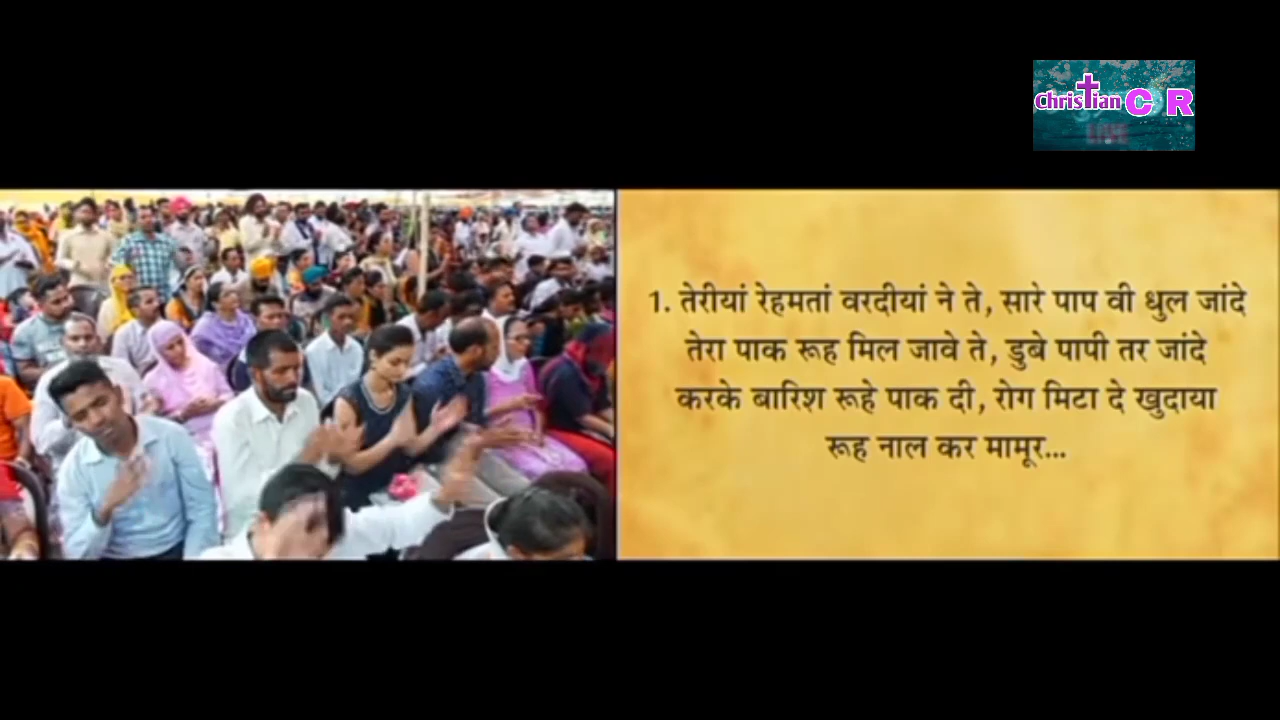 Christian C R
1. तेरीयां रेहमतां वरदीयां ने ते, सारे पाप वी धुल जांदे
तेरा पाक रूह मिल जावे ते, डुबे पापी तर जांदे
करके बारिश रूहे पाक दी, रोग मिटा दे खुदाया
रूह नाल कर मामूर...